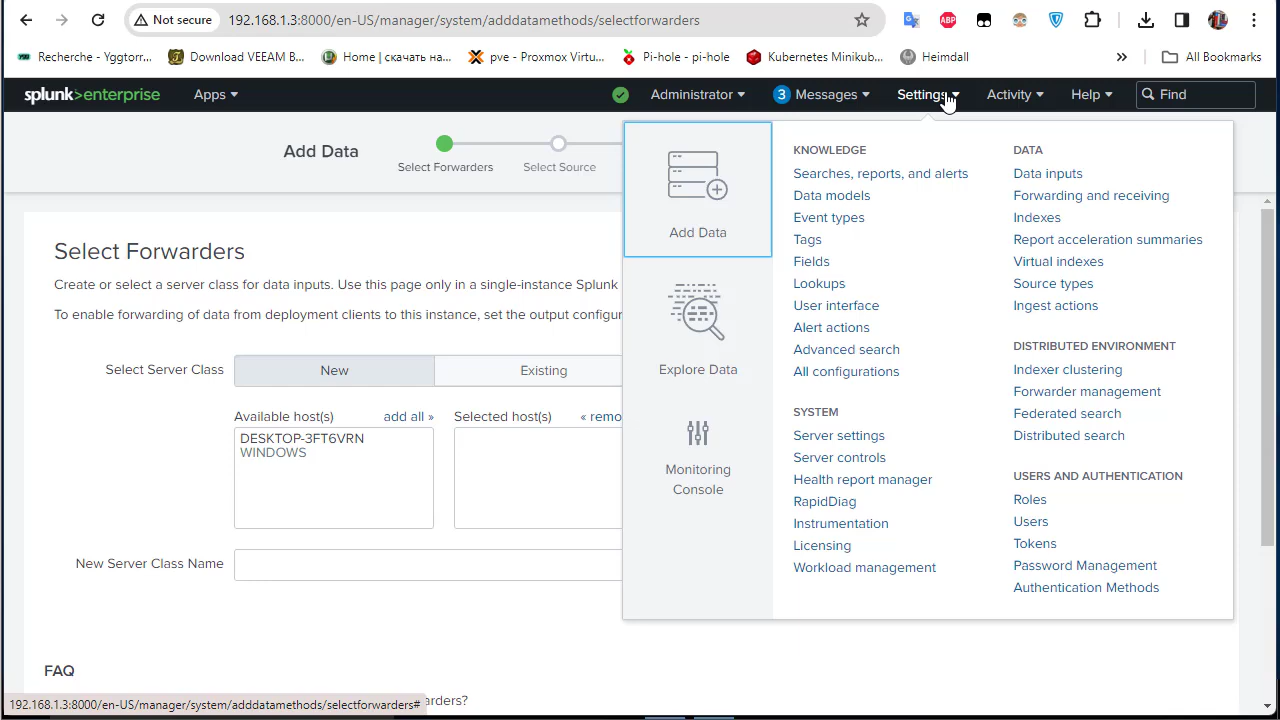 Not secure
192.168.1.3:8000/en-US/manager/system/adddatamethods/selectforwarders
ABP
Recherche - Yggtorr...
Download VEEAM B...
Home | скачать на...
pve - Proxmox Virtu...
Pi-hole - pi-hole
Kubernetes Minikub...
Heimdall
»
All Bookmarks
splunk>enterprise
Apps
Administrator
3 Messages
Settings
Activity
Help
Find
Add Data
Select Forwarders
Select Source
Select Forwarders
Create or select a server class for data inputs. Use this page only in a single-instance Splunk
To enable forwarding of data from deployment clients to this instance, set the output configur
Select Server Class
New
Existing
Available host(s)
add all »
Selected host(s)
« remo
DESKTOP-3FT6VRN
WINDOWS
New Server Class Name
FAQ
arders?
Add Data
Explore Data
Monitoring
Console
KNOWLEDGE
Searches, reports, and alerts
Data models
Event types
Tags
Fields
Lookups
User interface
Alert actions
Advanced search
All configurations
SYSTEM
Server settings
Server controls
Health report manager
RapidDiag
Instrumentation
Licensing
Workload management
DATA
Data inputs
Forwarding and receiving
Indexes
Report acceleration summaries
Virtual indexes
Source types
Ingest actions
DISTRIBUTED ENVIRONMENT
Indexer clustering
Forwarder management
Federated search
Distributed search
USERS AND AUTHENTICATION
Roles
Users
Tokens
Password Management
Authentication Methods
192.168.1.3:8000/en-US/manager/system/adddatamethods/selectforwarders#